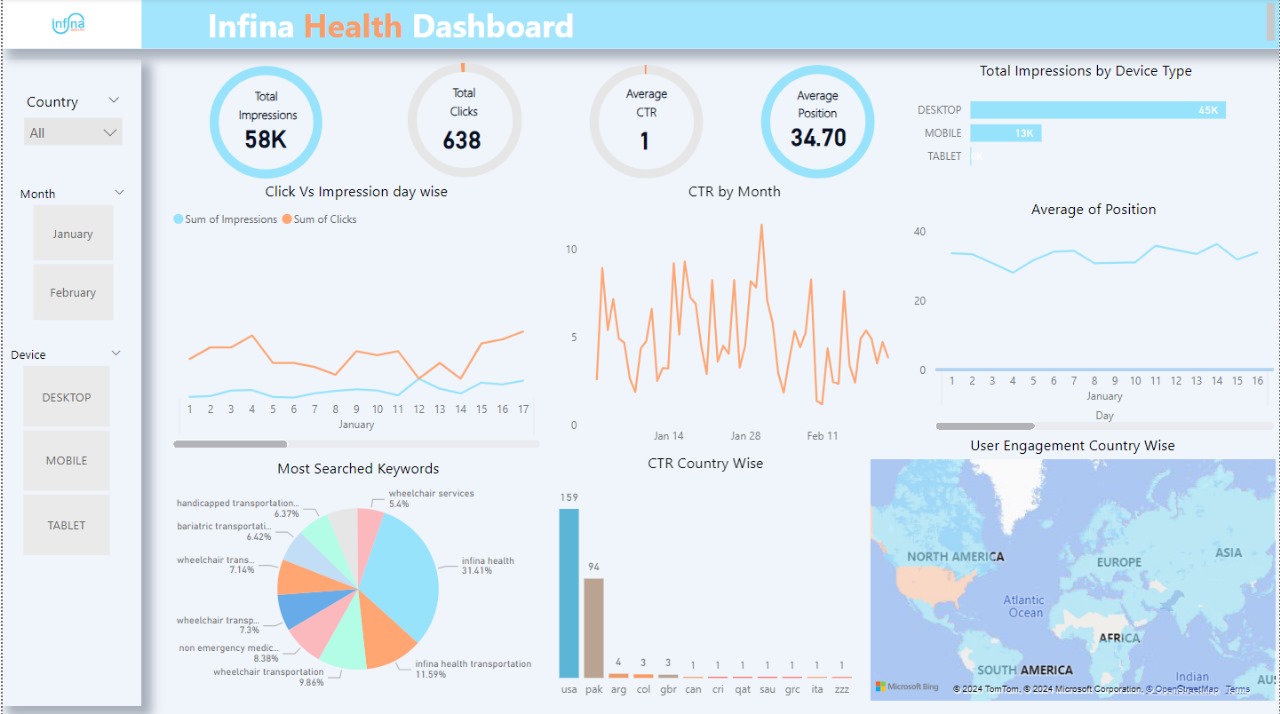 infina
Infina Health Dashboard
Country
All
Month
January
February
Device
DESKTOP
MOBILE
TABLET
Total
Impressions
58K
Total
Clicks
638
Average
CTR
1
Average
Position
34.70
Total Impressions by Device Type
DESKTOP
45K
MOBILE
13K
TABLET
0K
Click Vs Impression day wise
Sum of Impressions
Sum of Clicks
1 2 3 4 5 6 7 8 9 10 11 12 13 14 15 16 17
January
CTR by Month
10
5
0
Jan 14 Jan 28 Feb 11
Average of Position
40
20
0
1 2 3 4 5 6 7 8 9 10 11 12 13 14 15 16
January
Day
Most Searched Keywords
wheelchair services
5.4%
infina health
31.41%
infina health transportation
11.59%
wheelchair transportation
9.86%
non emergency medic...
8.38%
wheelchair transp...
7.3%
wheelchair trans...
7.14%
bariatric transportati...
6.42%
handicapped transportation...
6.37%
CTR Country Wise
159 94 4 3 3 1 1 1 1 1 1 1
usa pak arg col gbr can cri qat sau grc ita zzz
User Engagement Country Wise
NORTH AMERICA
EUROPE
ASIA
Atlantic
Ocean
AFRICA
SOUTH AMERICA
Indian
AUS
Microsoft Bing
© 2024 TomTom, © 2024 Microsoft Corporation, © OpenStreetMap Terms